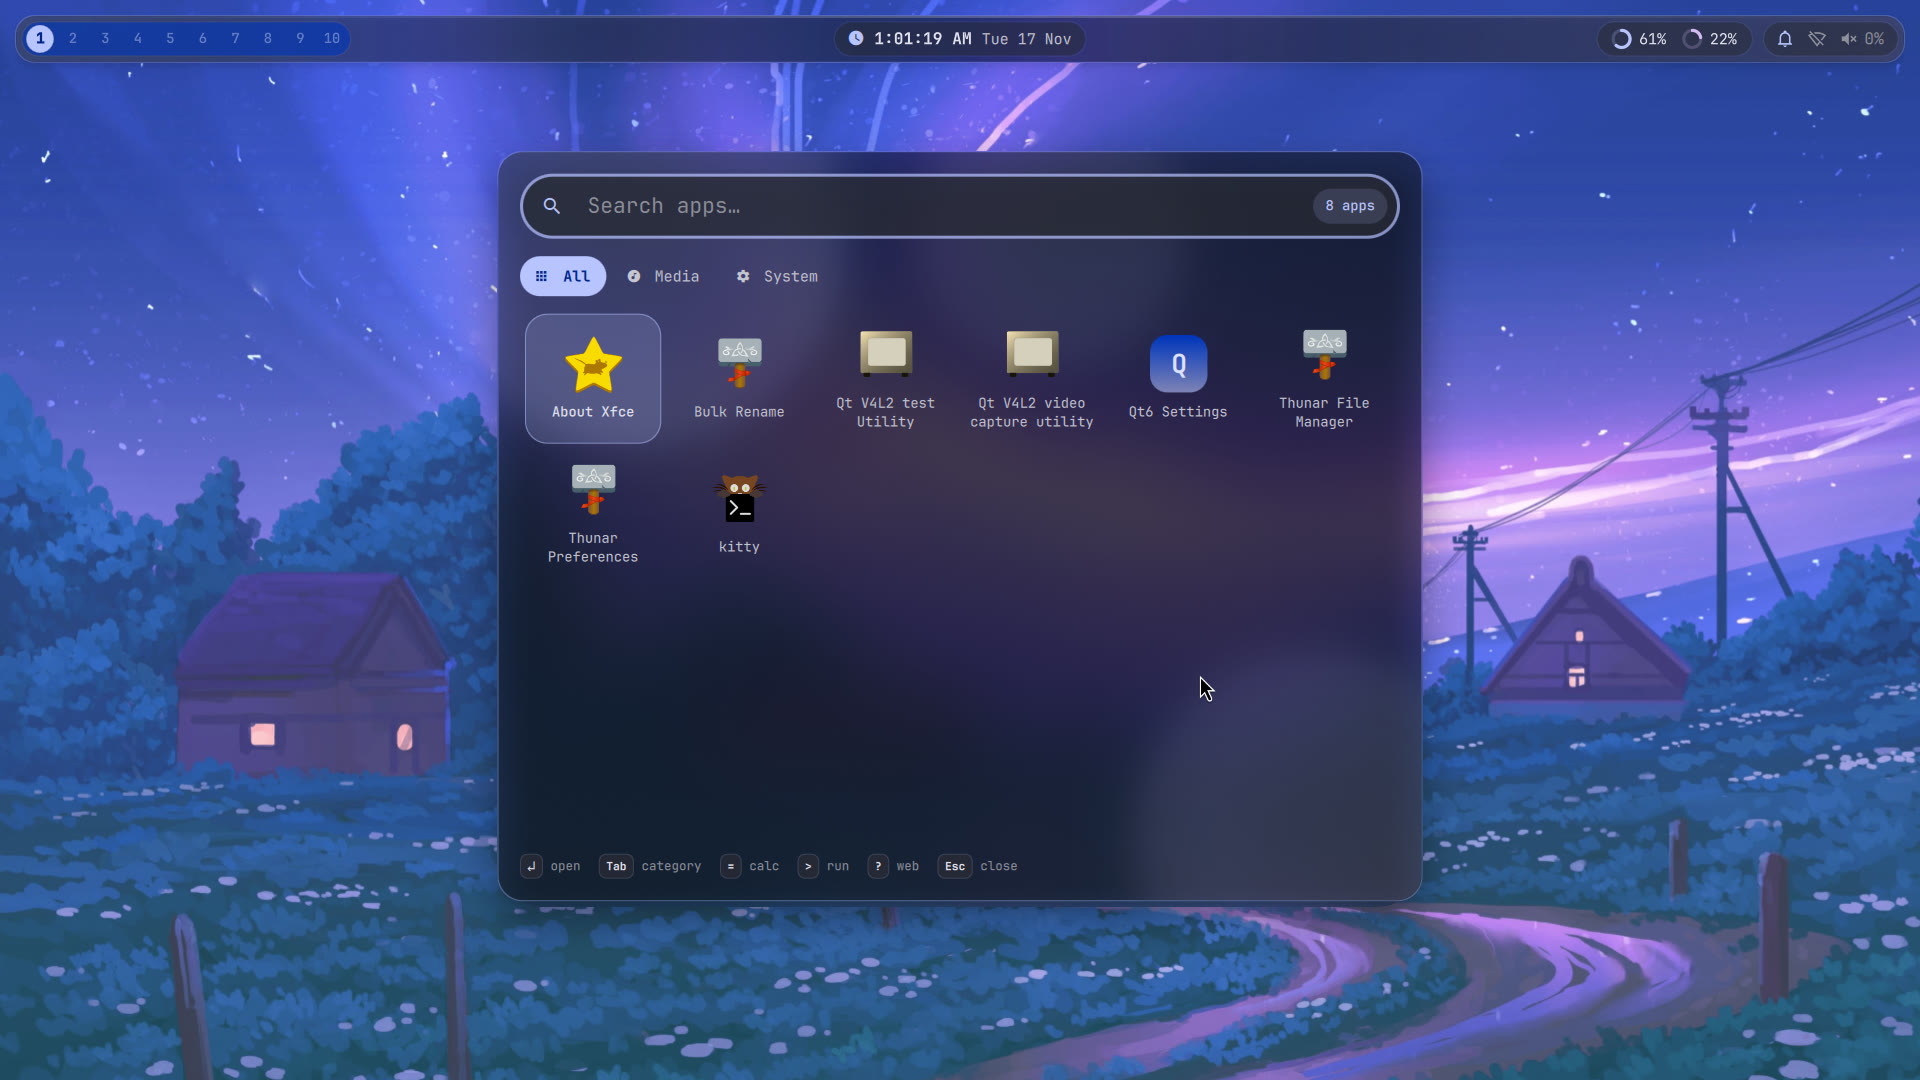 1 2 3 4 5 6 7 8 9 10
1:01:19 AM Tue 17 Nov
61% 22% 0%
Search apps…
8 apps
All Media System
About Xfce
Bulk Rename
Qt V4L2 test
Utility
Qt V4L2 video
capture utility
Q
Qt6 Settings
Thunar File
Manager
Thunar
Preferences
>_
kitty
↲ open Tab category = calc > run ? web Esc close